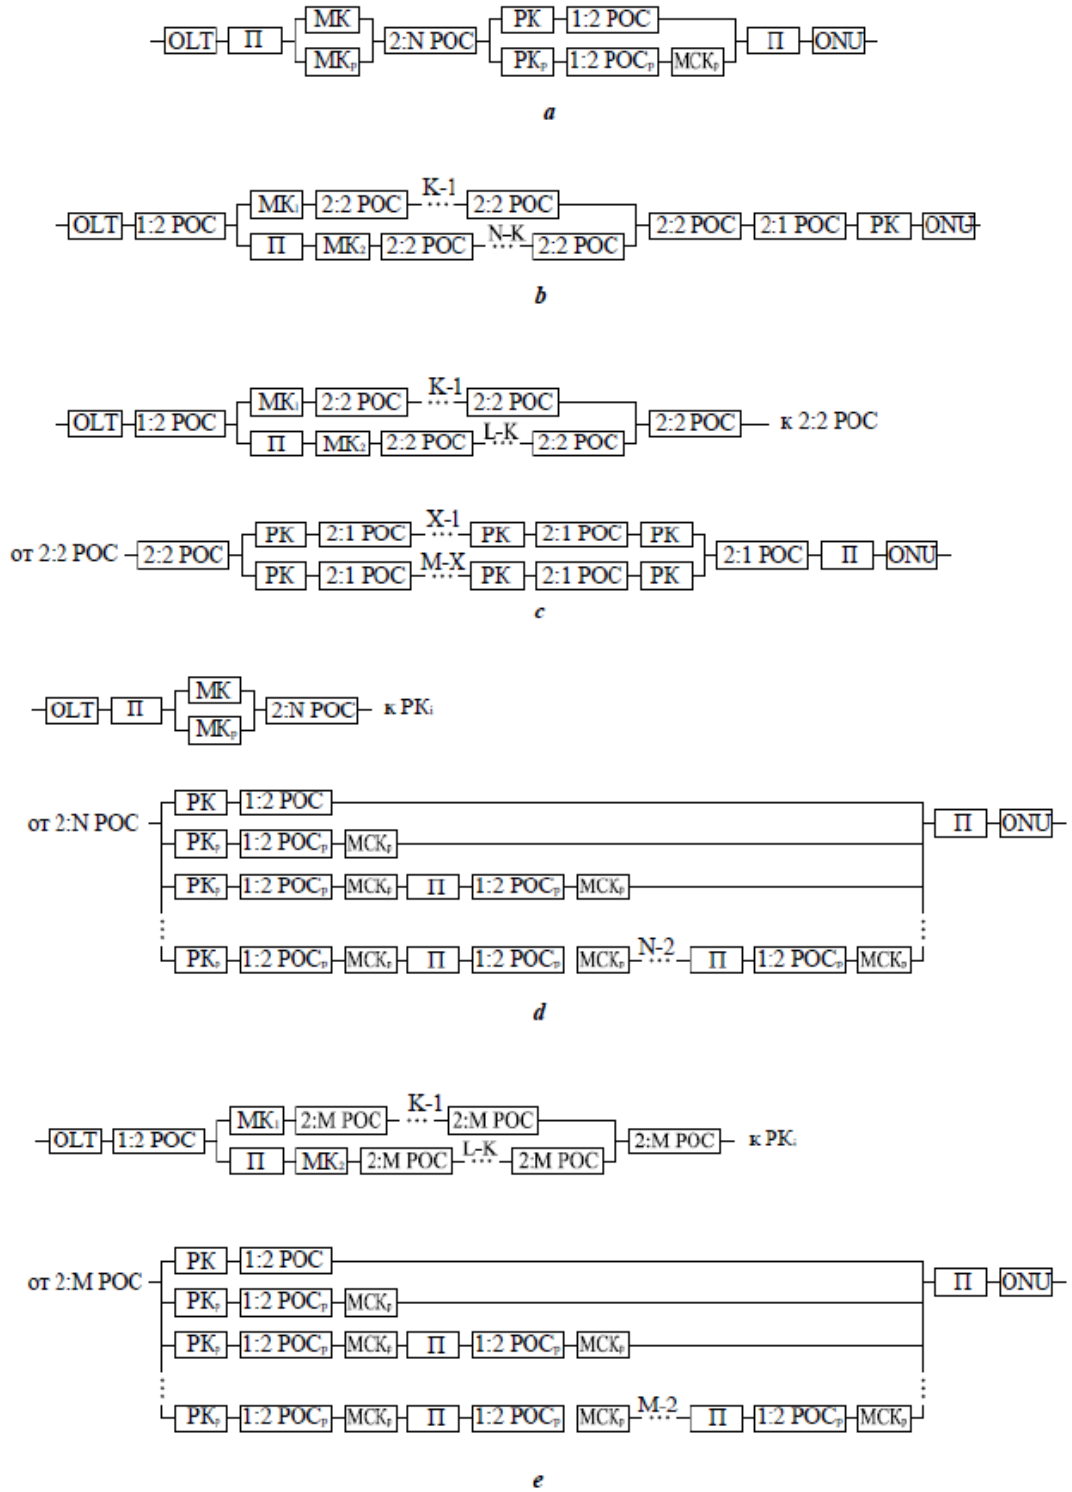 МК РК 1:2 РОС
OLT П 2:N РОС П ONU
МКр РКр 1:2 РОСр МСКр
a
K-1
МК₁ 2:2 РОС ... 2:2 РОС
OLT 1:2 РОС 2:2 РОС 2:1 РОС РК ONU
N-K
П МК₂ 2:2 РОС ... 2:2 РОС
b
K-1
МК₁ 2:2 РОС ... 2:2 РОС
OLT 1:2 РОС 2:2 РОС к 2:2 РОС
L-K
П МК₂ 2:2 РОС ... 2:2 РОС
X-1
РК 2:1 РОС ... РК 2:1 РОС РК
от 2:2 РОС 2:2 РОС 2:1 РОС П ONU
M-X
РК 2:1 РОС ... РК 2:1 РОС РК
c
МК
OLT П 2:N РОС к РКᵢ
МКр
РК 1:2 РОС
от 2:N РОС П ONU
РКр 1:2 РОСр МСКр
РКр 1:2 РОСр МСКр П 1:2 РОСр МСКр
N-2
РКр 1:2 РОСр МСКр П 1:2 РОСр МСКр ... П 1:2 РОСр МСКр
d
K-1
МК₁ 2:M РОС ... 2:M РОС
OLT 1:2 РОС 2:M РОС к РКᵢ
L-K
П МК₂ 2:M РОС ... 2:M РОС
РК 1:2 РОС
от 2:M РОС П ONU
РКр 1:2 РОСр МСКр
РКр 1:2 РОСр МСКр П 1:2 РОСр МСКр
M-2
РКр 1:2 РОСр МСКр П 1:2 РОСр МСКр ... П 1:2 РОСр МСКр
e